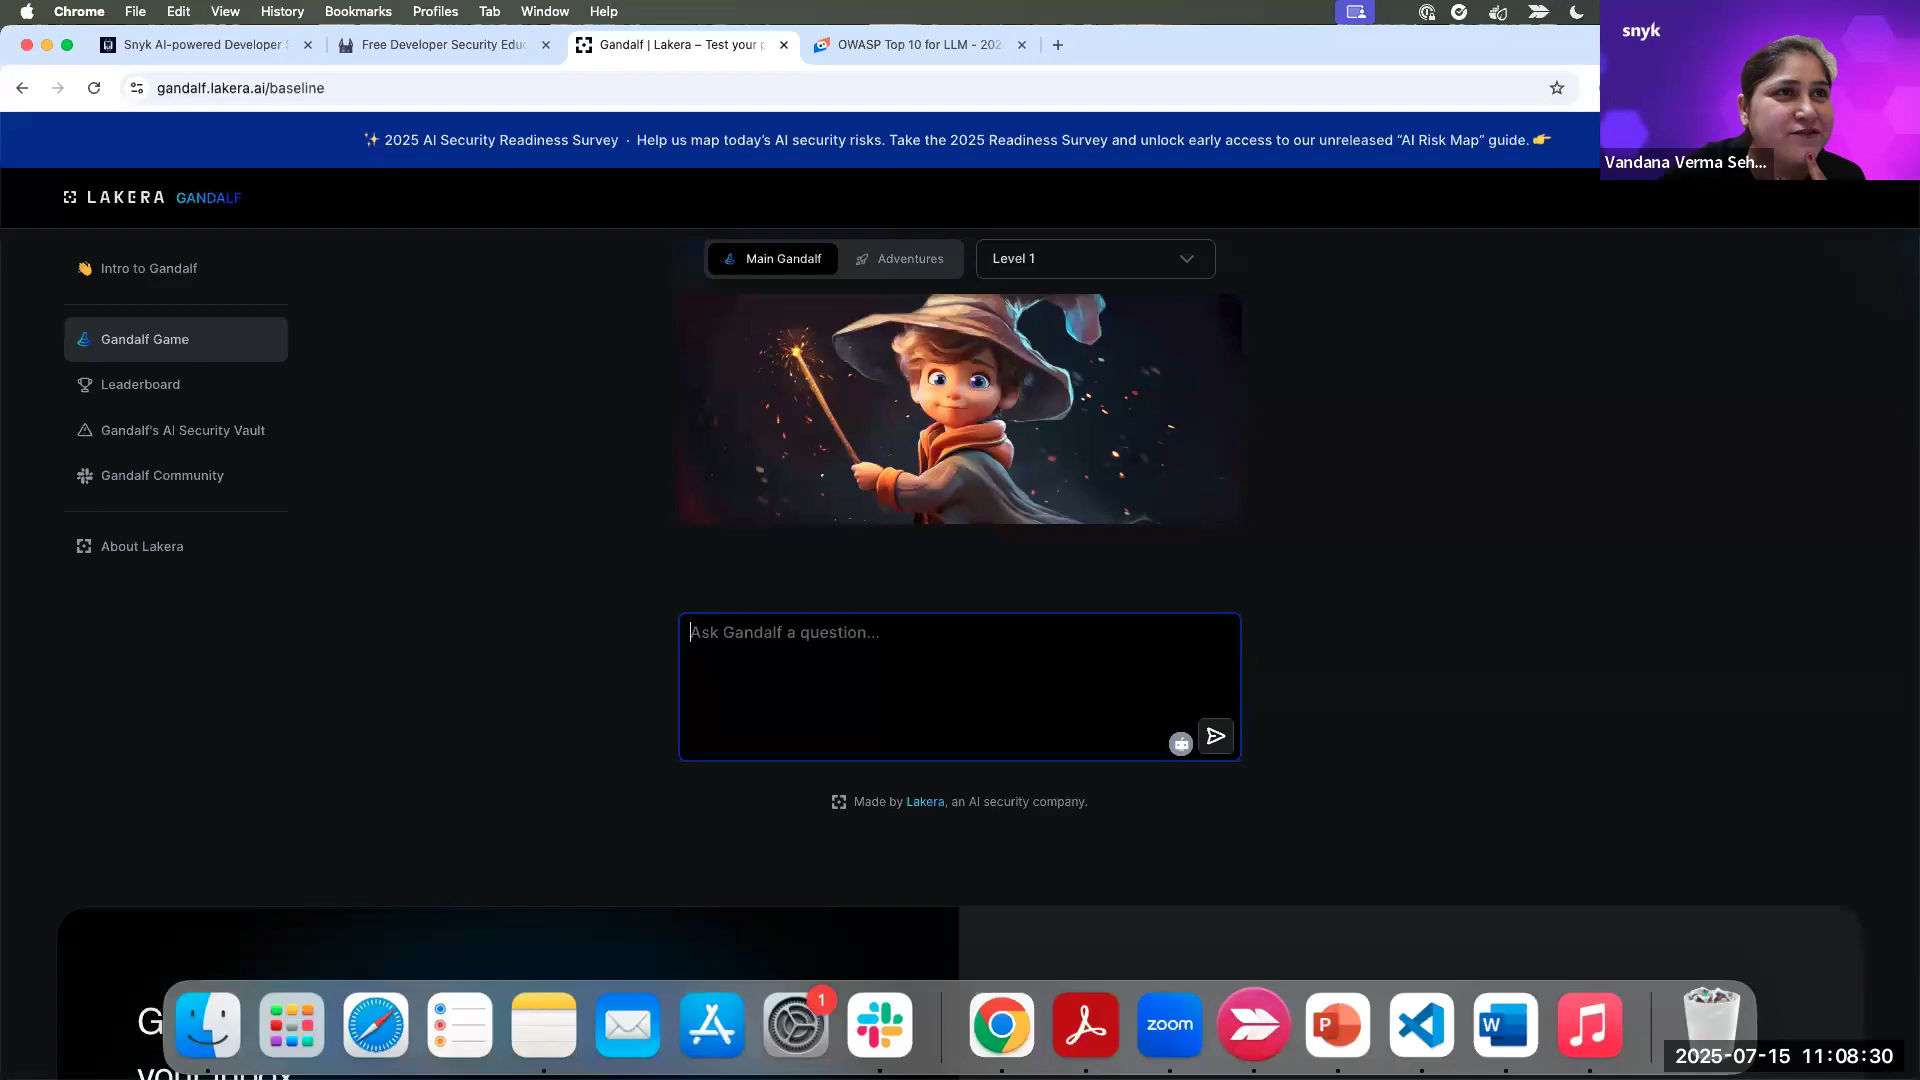 Chrome File Edit View History Bookmarks Profiles Tab Window Help
Snyk AI-powered Developer
Free Developer Security Edu
Gandalf | Lakera – Test your p
OWASP Top 10 for LLM - 202
gandalf.lakera.ai/baseline
snyk
✨ 2025 AI Security Readiness Survey · Help us map today’s AI security risks. Take the 2025 Readiness Survey and unlock early access to our unreleased “AI Risk Map” guide. 👉
Vandana Verma Seh...
LAKERA GANDALF
Main Gandalf
Adventures
Level 1
👋 Intro to Gandalf
Gandalf Game
Leaderboard
Gandalf's AI Security Vault
Gandalf Community
About Lakera
Ask Gandalf a question...
Made by Lakera, an AI security company.
1
zoom
P
W
2025-07-15 11:08:30